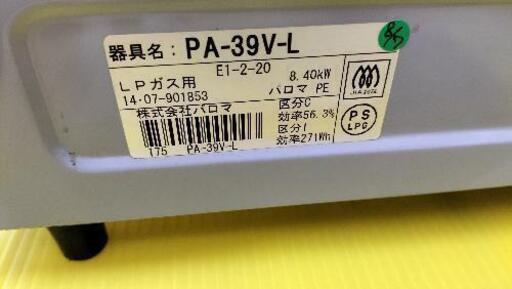 器具名: PA-39V-L
E1-2-20
LPガス用 8.40kW
14.07-901853 パロマ PE
株式会社パロマ 区分C
効率56.3%
区分I
175 PA-39V-L 効率271Wh
PS
LPG